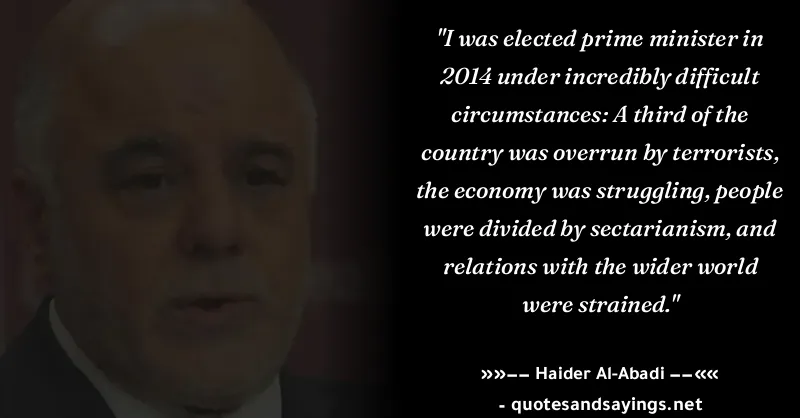 "I was elected prime minister in
2014 under incredibly difficult
circumstances: A third of the
country was overrun by terrorists,
the economy was struggling, people
were divided by sectarianism, and
relations with the wider world
were strained."
»»−− Haider Al-Abadi −−««
- quotesandsayings.net